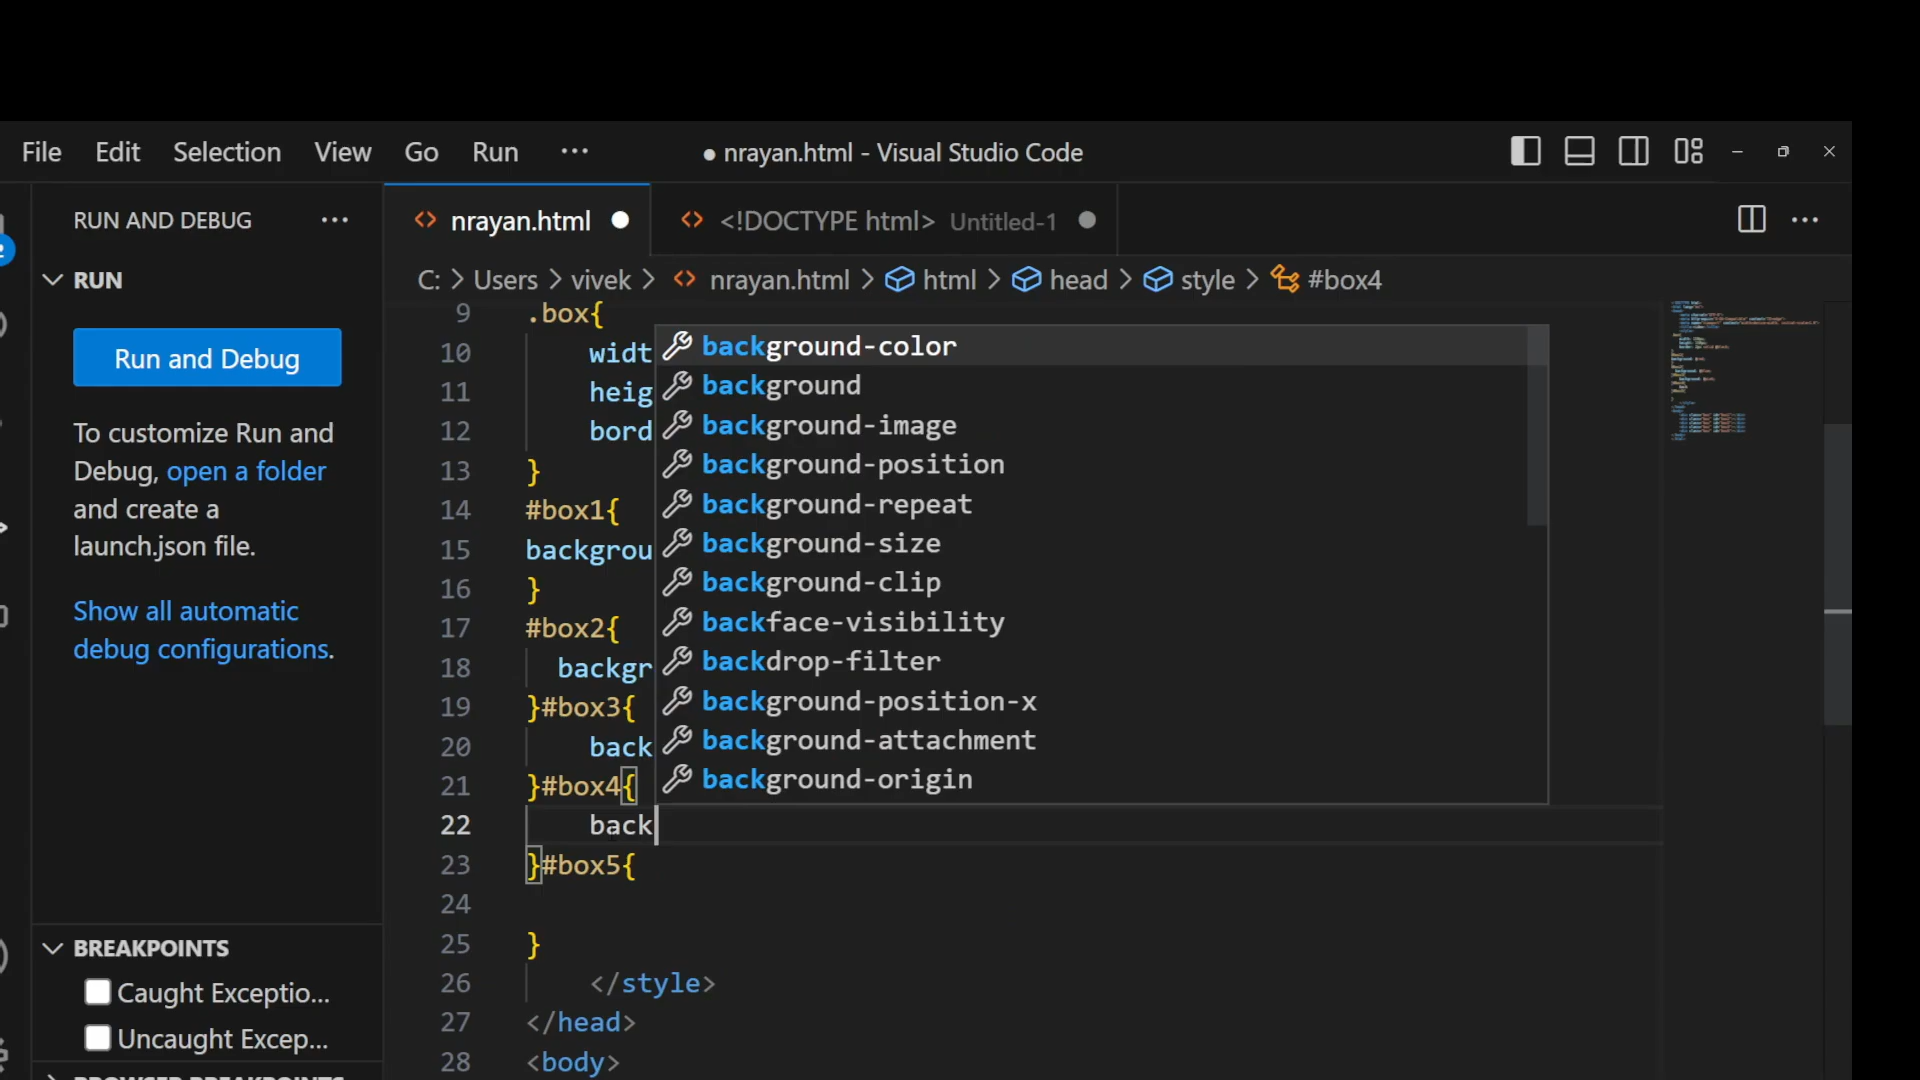 File Edit Selection View Go Run ··· ● nrayan.html - Visual Studio Code
RUN AND DEBUG ···
nrayan.html ● <!DOCTYPE html> Untitled-1 ●
C: > Users > vivek > nrayan.html > html > head > style > #box4
RUN
Run and Debug
To customize Run and
Debug, open a folder
and create a
launch.json file.
Show all automatic
debug configurations.
BREAKPOINTS
Caught Exceptio...
Uncaught Excep...
9 .box{
10 widt
11 heig
12 bord
13 }
14 #box1{
15 backgrou
16 }
17 #box2{
18 backgr
19 }#box3{
20 back
21 }#box4{
22 back
23 }#box5{
24
25 }
26 </style>
27 </head>
28 <body>
background-color
background
background-image
background-position
background-repeat
background-size
background-clip
backface-visibility
backdrop-filter
background-position-x
background-attachment
background-origin